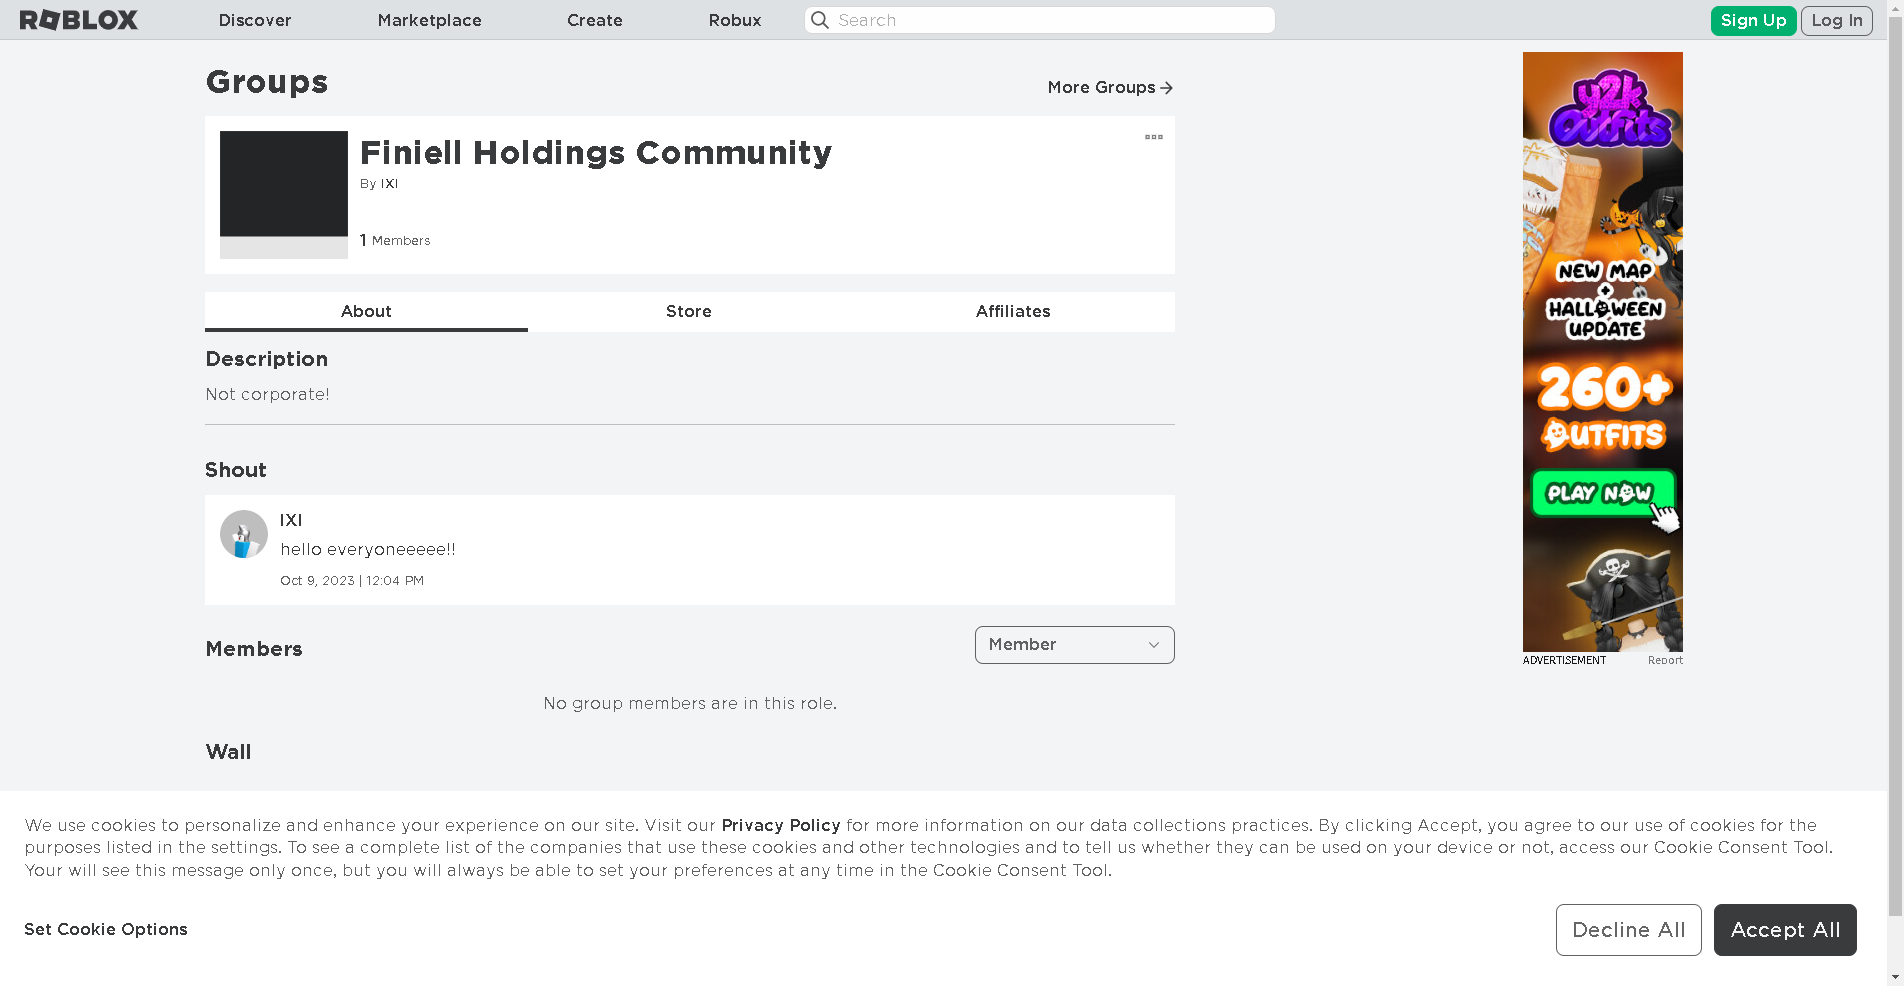 ROBLOX
Discover
Marketplace
Create
Robux
Search
Sign Up
Log In
Groups
More Groups
Finiell Holdings Community
By IXI
1 Members
About
Store
Affiliates
Description
Not corporate!
Shout
IXI
hello everyoneeeee!!
Oct 9, 2023 | 12:04 PM
Members
Member
No group members are in this role.
Wall
y2k
Outfits
NEW MAP
+
HALLOWEEN
UPDATE
260+
OUTFITS
PLAY NOW
ADVERTISEMENT
Report
We use cookies to personalize and enhance your experience on our site. Visit our Privacy Policy for more information on our data collections practices. By clicking Accept, you agree to our use of cookies for the
purposes listed in the settings. To see a complete list of the companies that use these cookies and other technologies and to tell us whether they can be used on your device or not, access our Cookie Consent Tool.
Your will see this message only once, but you will always be able to set your preferences at any time in the Cookie Consent Tool.
Set Cookie Options
Decline All
Accept All